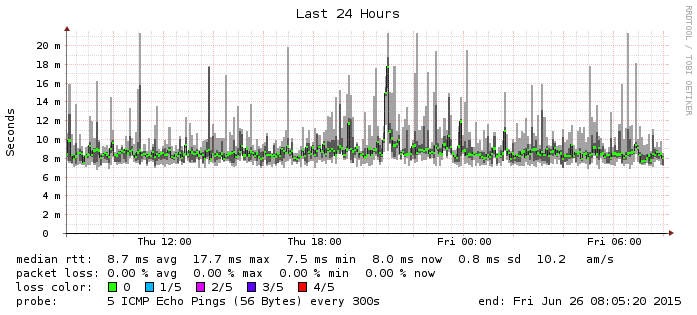 Last 24 Hours
RRDTOOL / TOBI OETIKER
Seconds
20 m
18 m
16 m
14 m
12 m
10 m
8 m
6 m
4 m
2 m
0
Thu 12:00 Thu 18:00 Fri 00:00 Fri 06:00
median rtt: 8.7 ms avg 17.7 ms max 7.5 ms min 8.0 ms now 0.8 ms sd 10.2 am/s
packet loss: 0.00 % avg 0.00 % max 0.00 % min 0.00 % now
loss color: 0 1/5 2/5 3/5 4/5
probe: 5 ICMP Echo Pings (56 Bytes) every 300s end: Fri Jun 26 08:05:20 2015